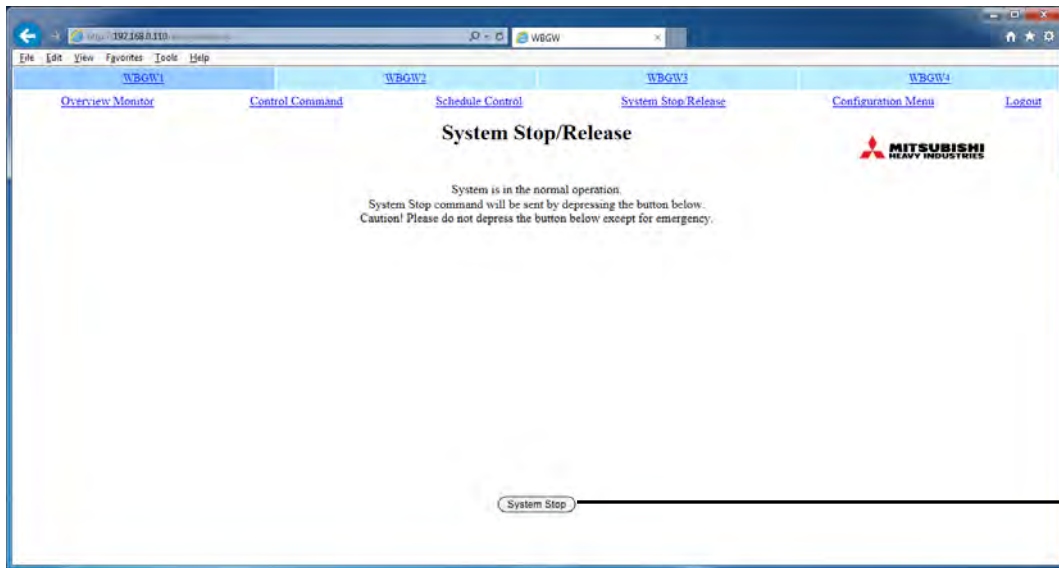 192.168.0.110
WBGW
File Edit View Favorites Tools Help
WBGW1 WBGW2 WBGW3 WBGW4
Overview Monitor Control Command Schedule Control System Stop/Release Configuration Menu Logout
System Stop/Release
MITSUBISHI
HEAVY INDUSTRIES
System is in the normal operation.
System Stop command will be sent by depressing the button below.
Caution! Please do not depress the button below except for emergency.
System Stop